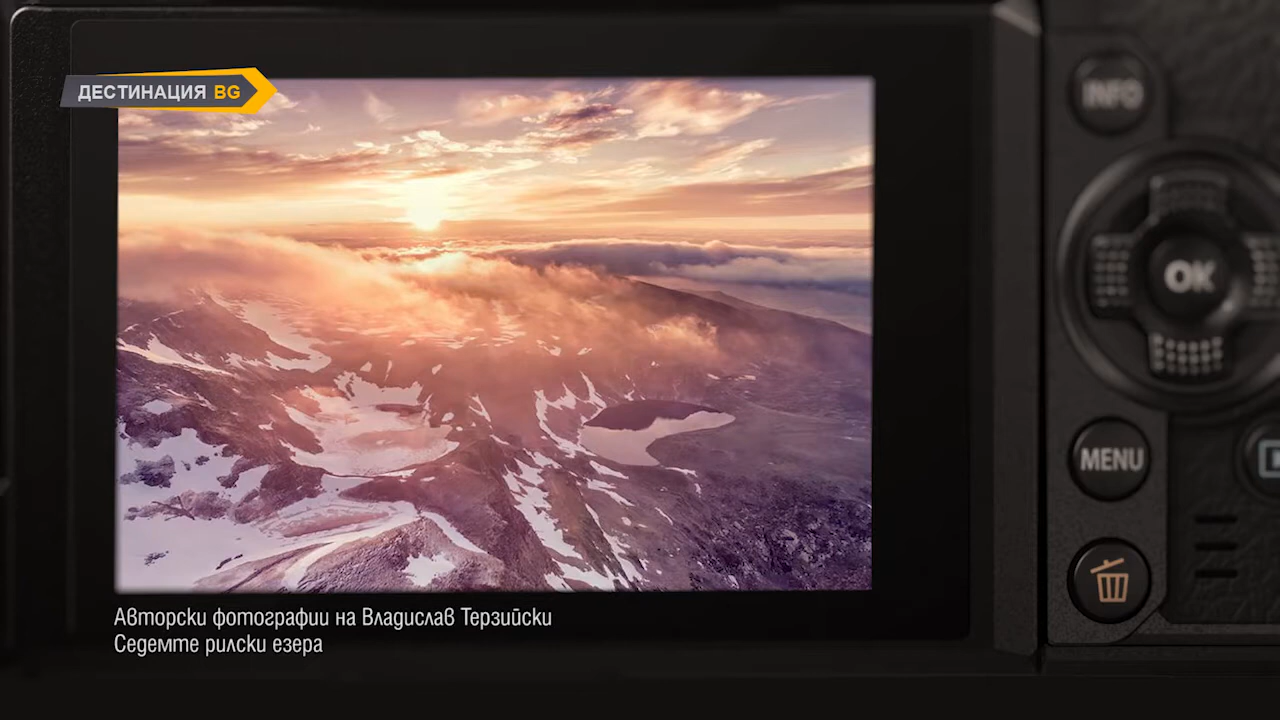 ДЕСТИНАЦИЯ BG
INFO
OK
MENU
Авторски фотографии на Владислав Терзийски
Седемте рилски езера